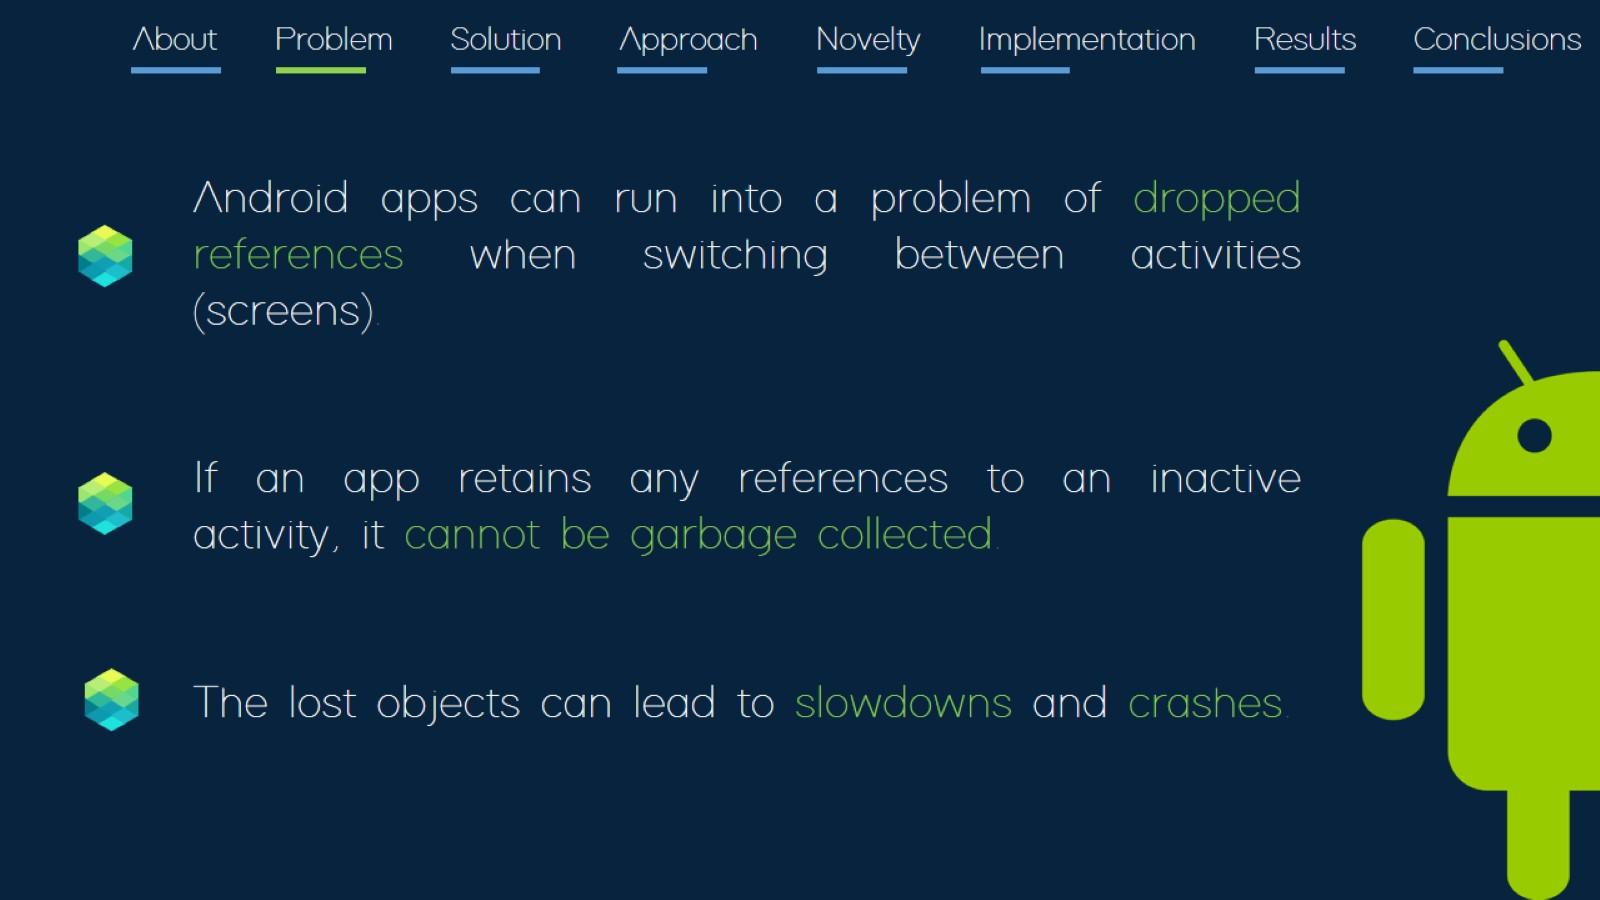 About Problem Solution Approach Novelty Implementation Results Conclusions
Android apps can run into a problem of dropped
references when switching between activities
(screens).
If an app retains any references to an inactive
activity, it cannot be garbage collected.
The lost objects can lead to slowdowns and crashes.